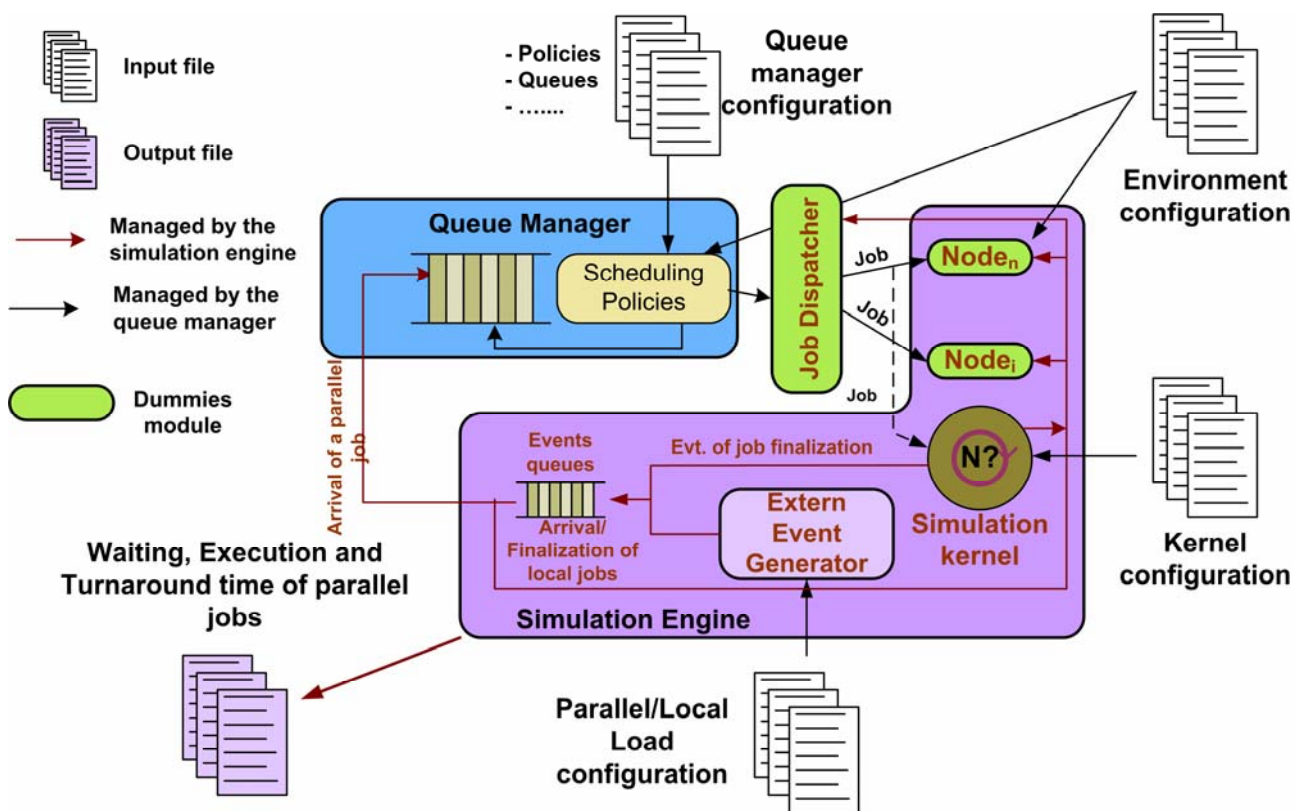 Input file
Output file
Managed by the
simulation engine
Managed by the
queue manager
Dummies
module
- Policies
- Queues
- …....
Queue
manager
configuration
Environment
configuration
Queue Manager
Scheduling
Policies
Job Dispatcher
Job
Job
Job
Nodeₙ
Nodeᵢ
N?
Simulation
kernel
Kernel
configuration
Arrival of a parallel
job
Events
queues
Evt. of job finalization
Arrival/
Finalization of
local jobs
Extern
Event
Generator
Simulation Engine
Waiting, Execution and
Turnaround time of parallel
jobs
Parallel/Local
Load
configuration